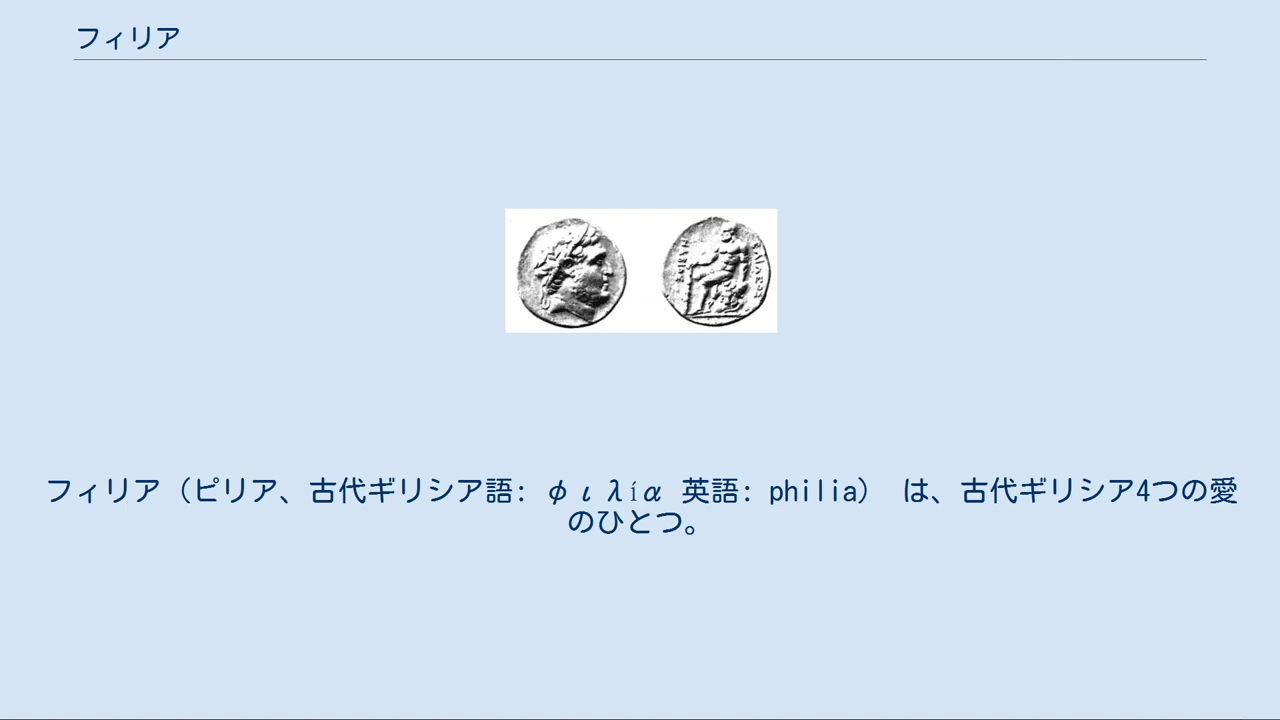 フィリア
フィリア（ピリア、古代ギリシア語: φιλία 英語: philia） は、古代ギリシア4つの愛
のひとつ。